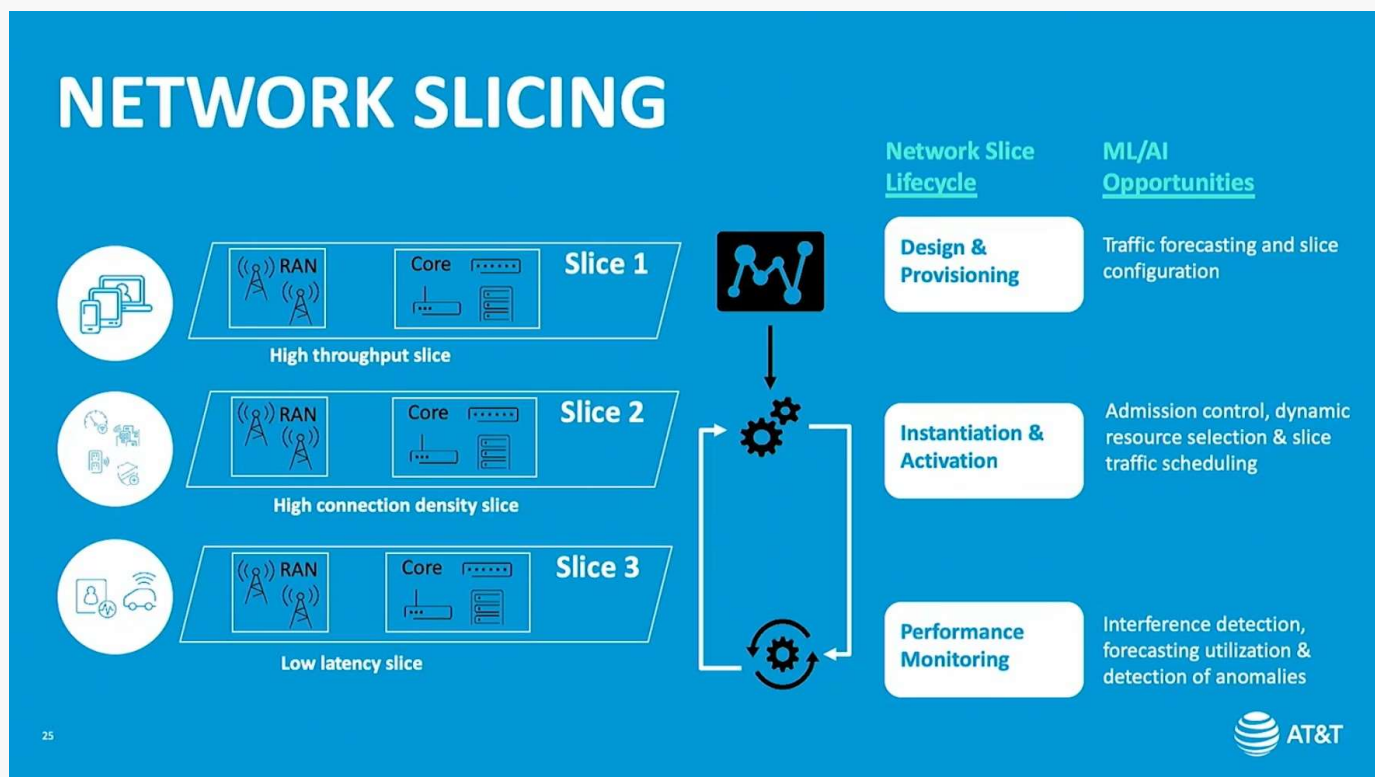 NETWORK SLICING
Network Slice
Lifecycle
ML/AI
Opportunities
RAN
Core
Slice 1
High throughput slice
RAN
Core
Slice 2
High connection density slice
RAN
Core
Slice 3
Low latency slice
Design &
Provisioning
Traffic forecasting and slice
configuration
Instantiation &
Activation
Admission control, dynamic
resource selection & slice
traffic scheduling
Performance
Monitoring
Interference detection,
forecasting utilization &
detection of anomalies
25
AT&T